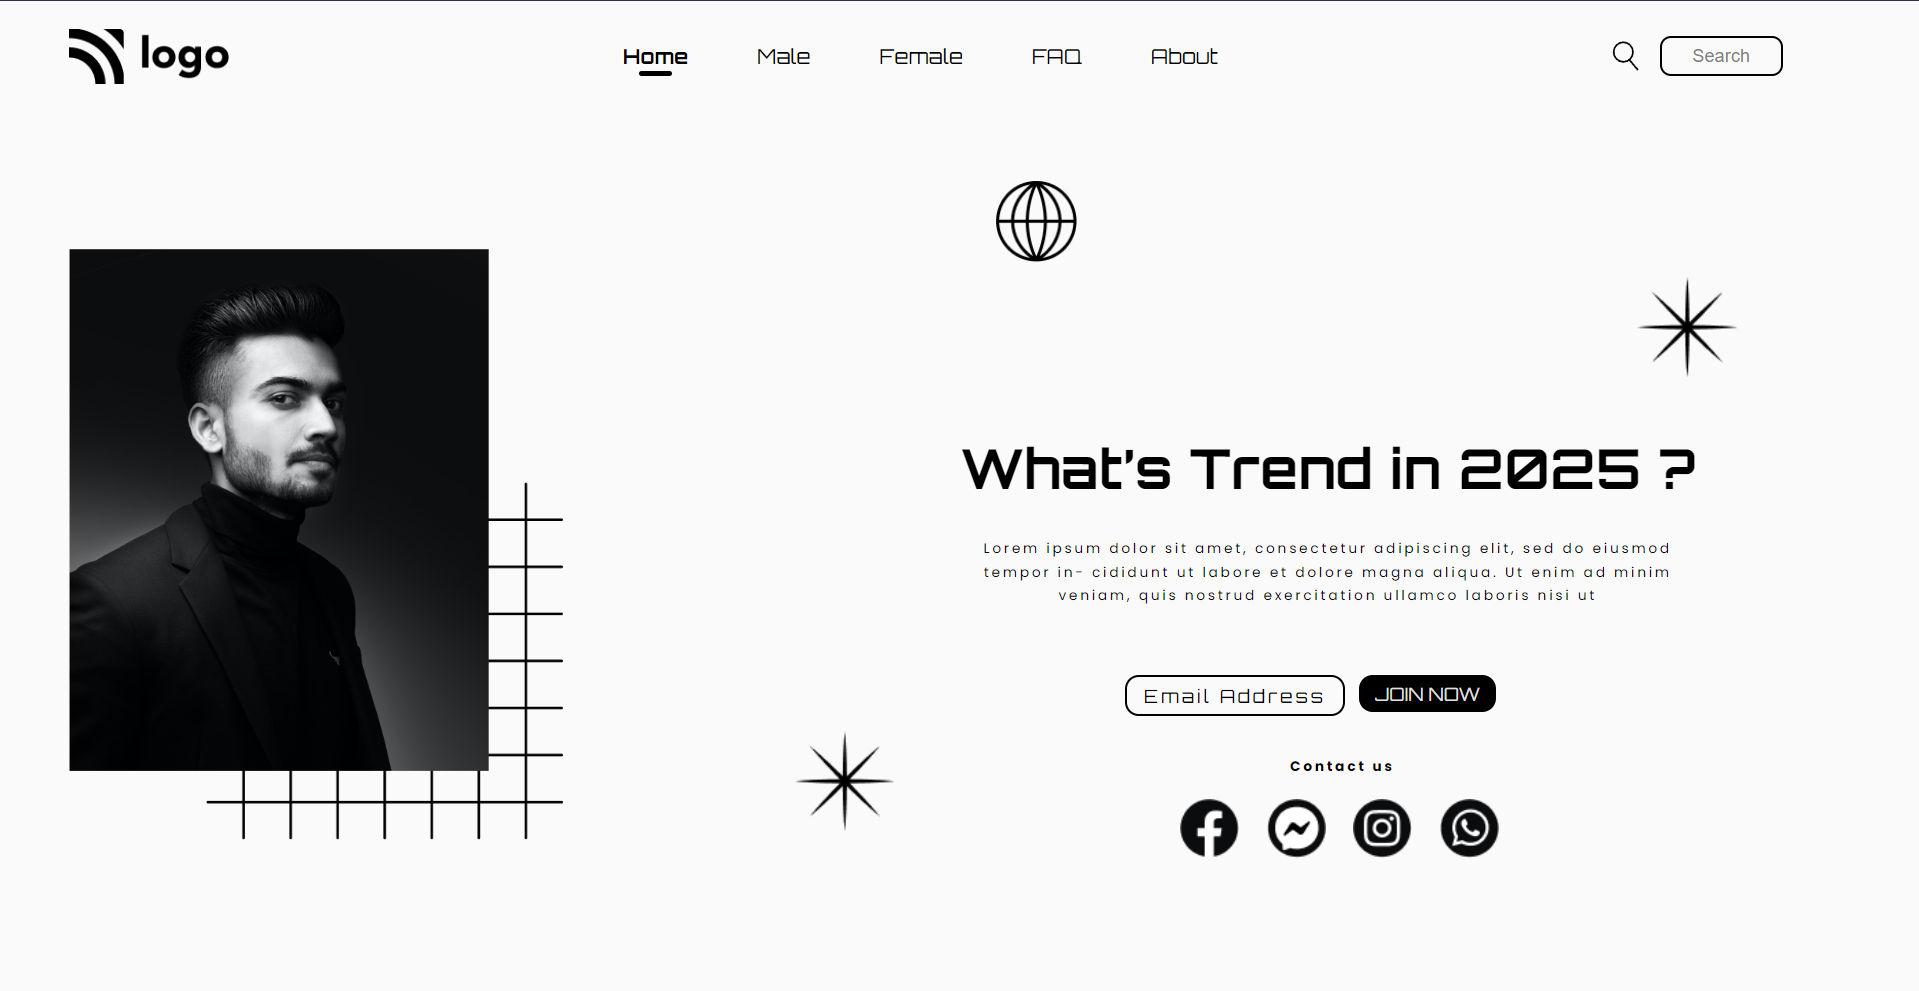 logo
Home Male Female FAQ About
Search
What's Trend in 2025 ?
Lorem ipsum dolor sit amet, consectetur adipiscing elit, sed do eiusmod
tempor in- cididunt ut labore et dolore magna aliqua. Ut enim ad minim
veniam, quis nostrud exercitation ullamco laboris nisi ut
Email Address JOIN NOW
Contact us